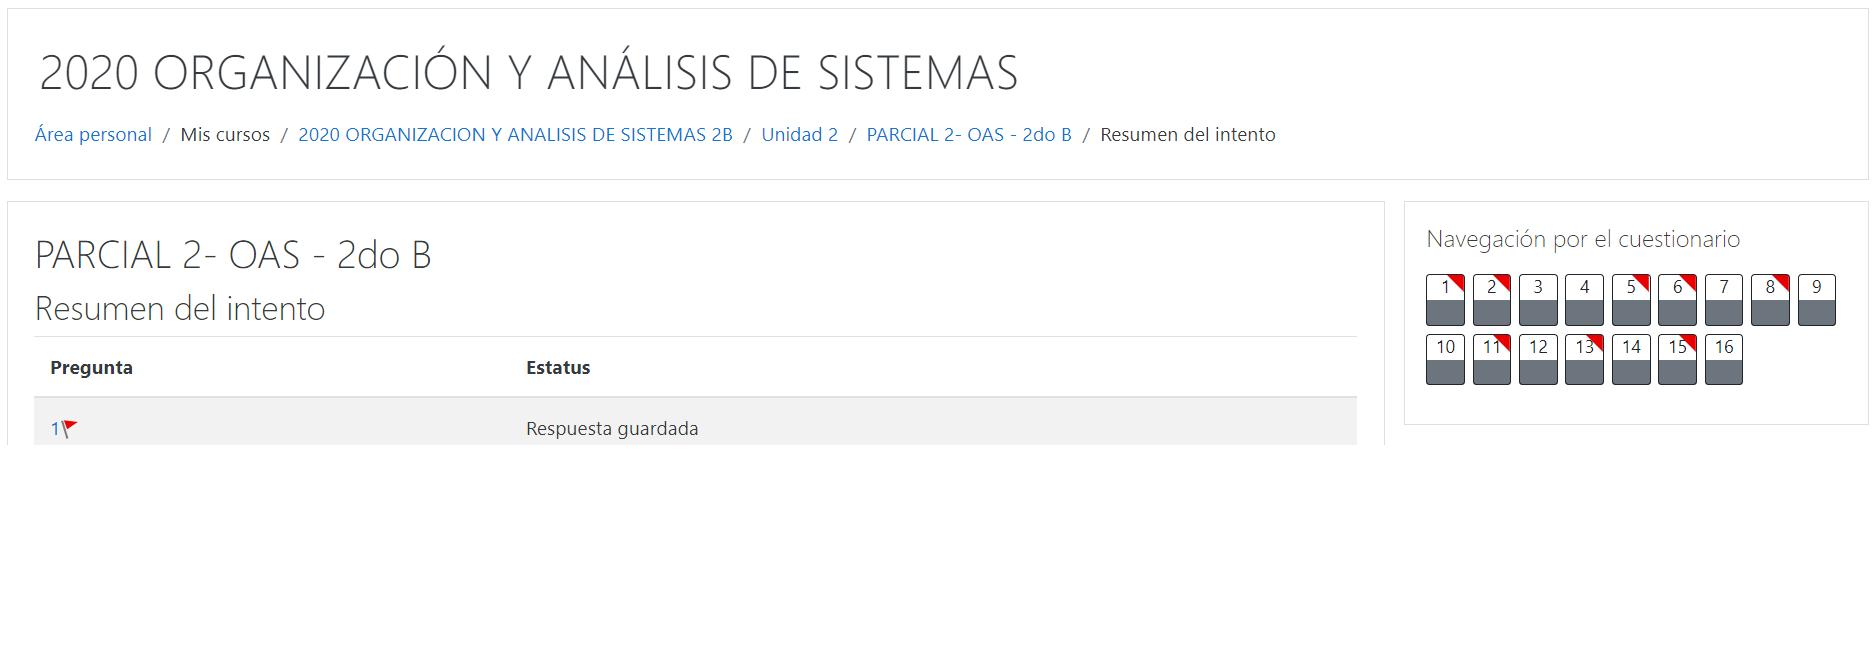 2020 ORGANIZACIÓN Y ANÁLISIS DE SISTEMAS
Área personal / Mis cursos / 2020 ORGANIZACION Y ANALISIS DE SISTEMAS 2B / Unidad 2 / PARCIAL 2- OAS - 2do B / Resumen del intento
PARCIAL 2- OAS - 2do B
Resumen del intento
Pregunta Estatus
1 Respuesta guardada
Navegación por el cuestionario
1 2 3 4 5 6 7 8 9
10 11 12 13 14 15 16